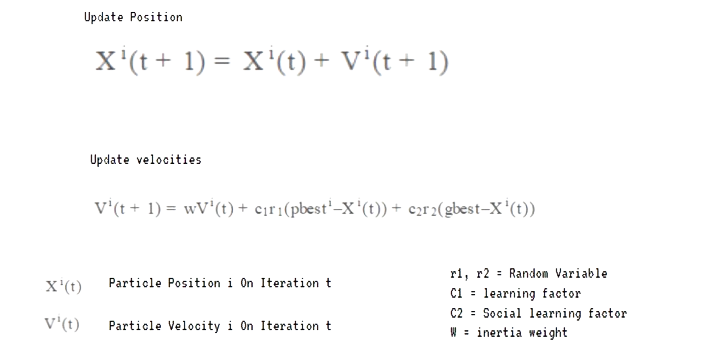 Update Position
Xⁱ(t + 1) = Xⁱ(t) + Vⁱ(t + 1)
Update velocities
Vⁱ(t + 1) = wVⁱ(t) + c₁r₁(pbestⁱ–Xⁱ(t)) + c₂r₂(gbest–Xⁱ(t))
Xⁱ(t) Particle Position i On Iteration t
Vⁱ(t) Particle Velocity i On Iteration t
r1, r2 = Random Variable
C1 = learning factor
C2 = Social learning factor
W = inertia weight